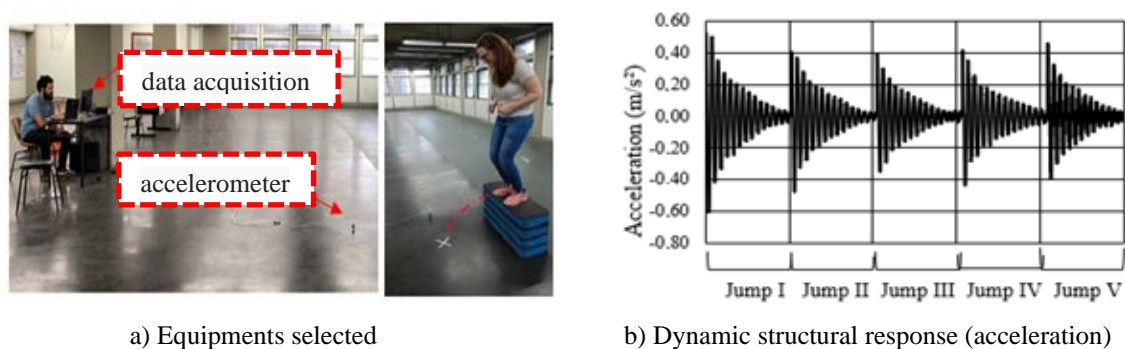 data acquisition
accelerometer
0.60
0.40
0.20
0.00
-0.20
-0.40
-0.60
-0.80
Acceleration (m/s²)
Jump I Jump II Jump III Jump IV Jump V
a) Equipments selected
b) Dynamic structural response (acceleration)